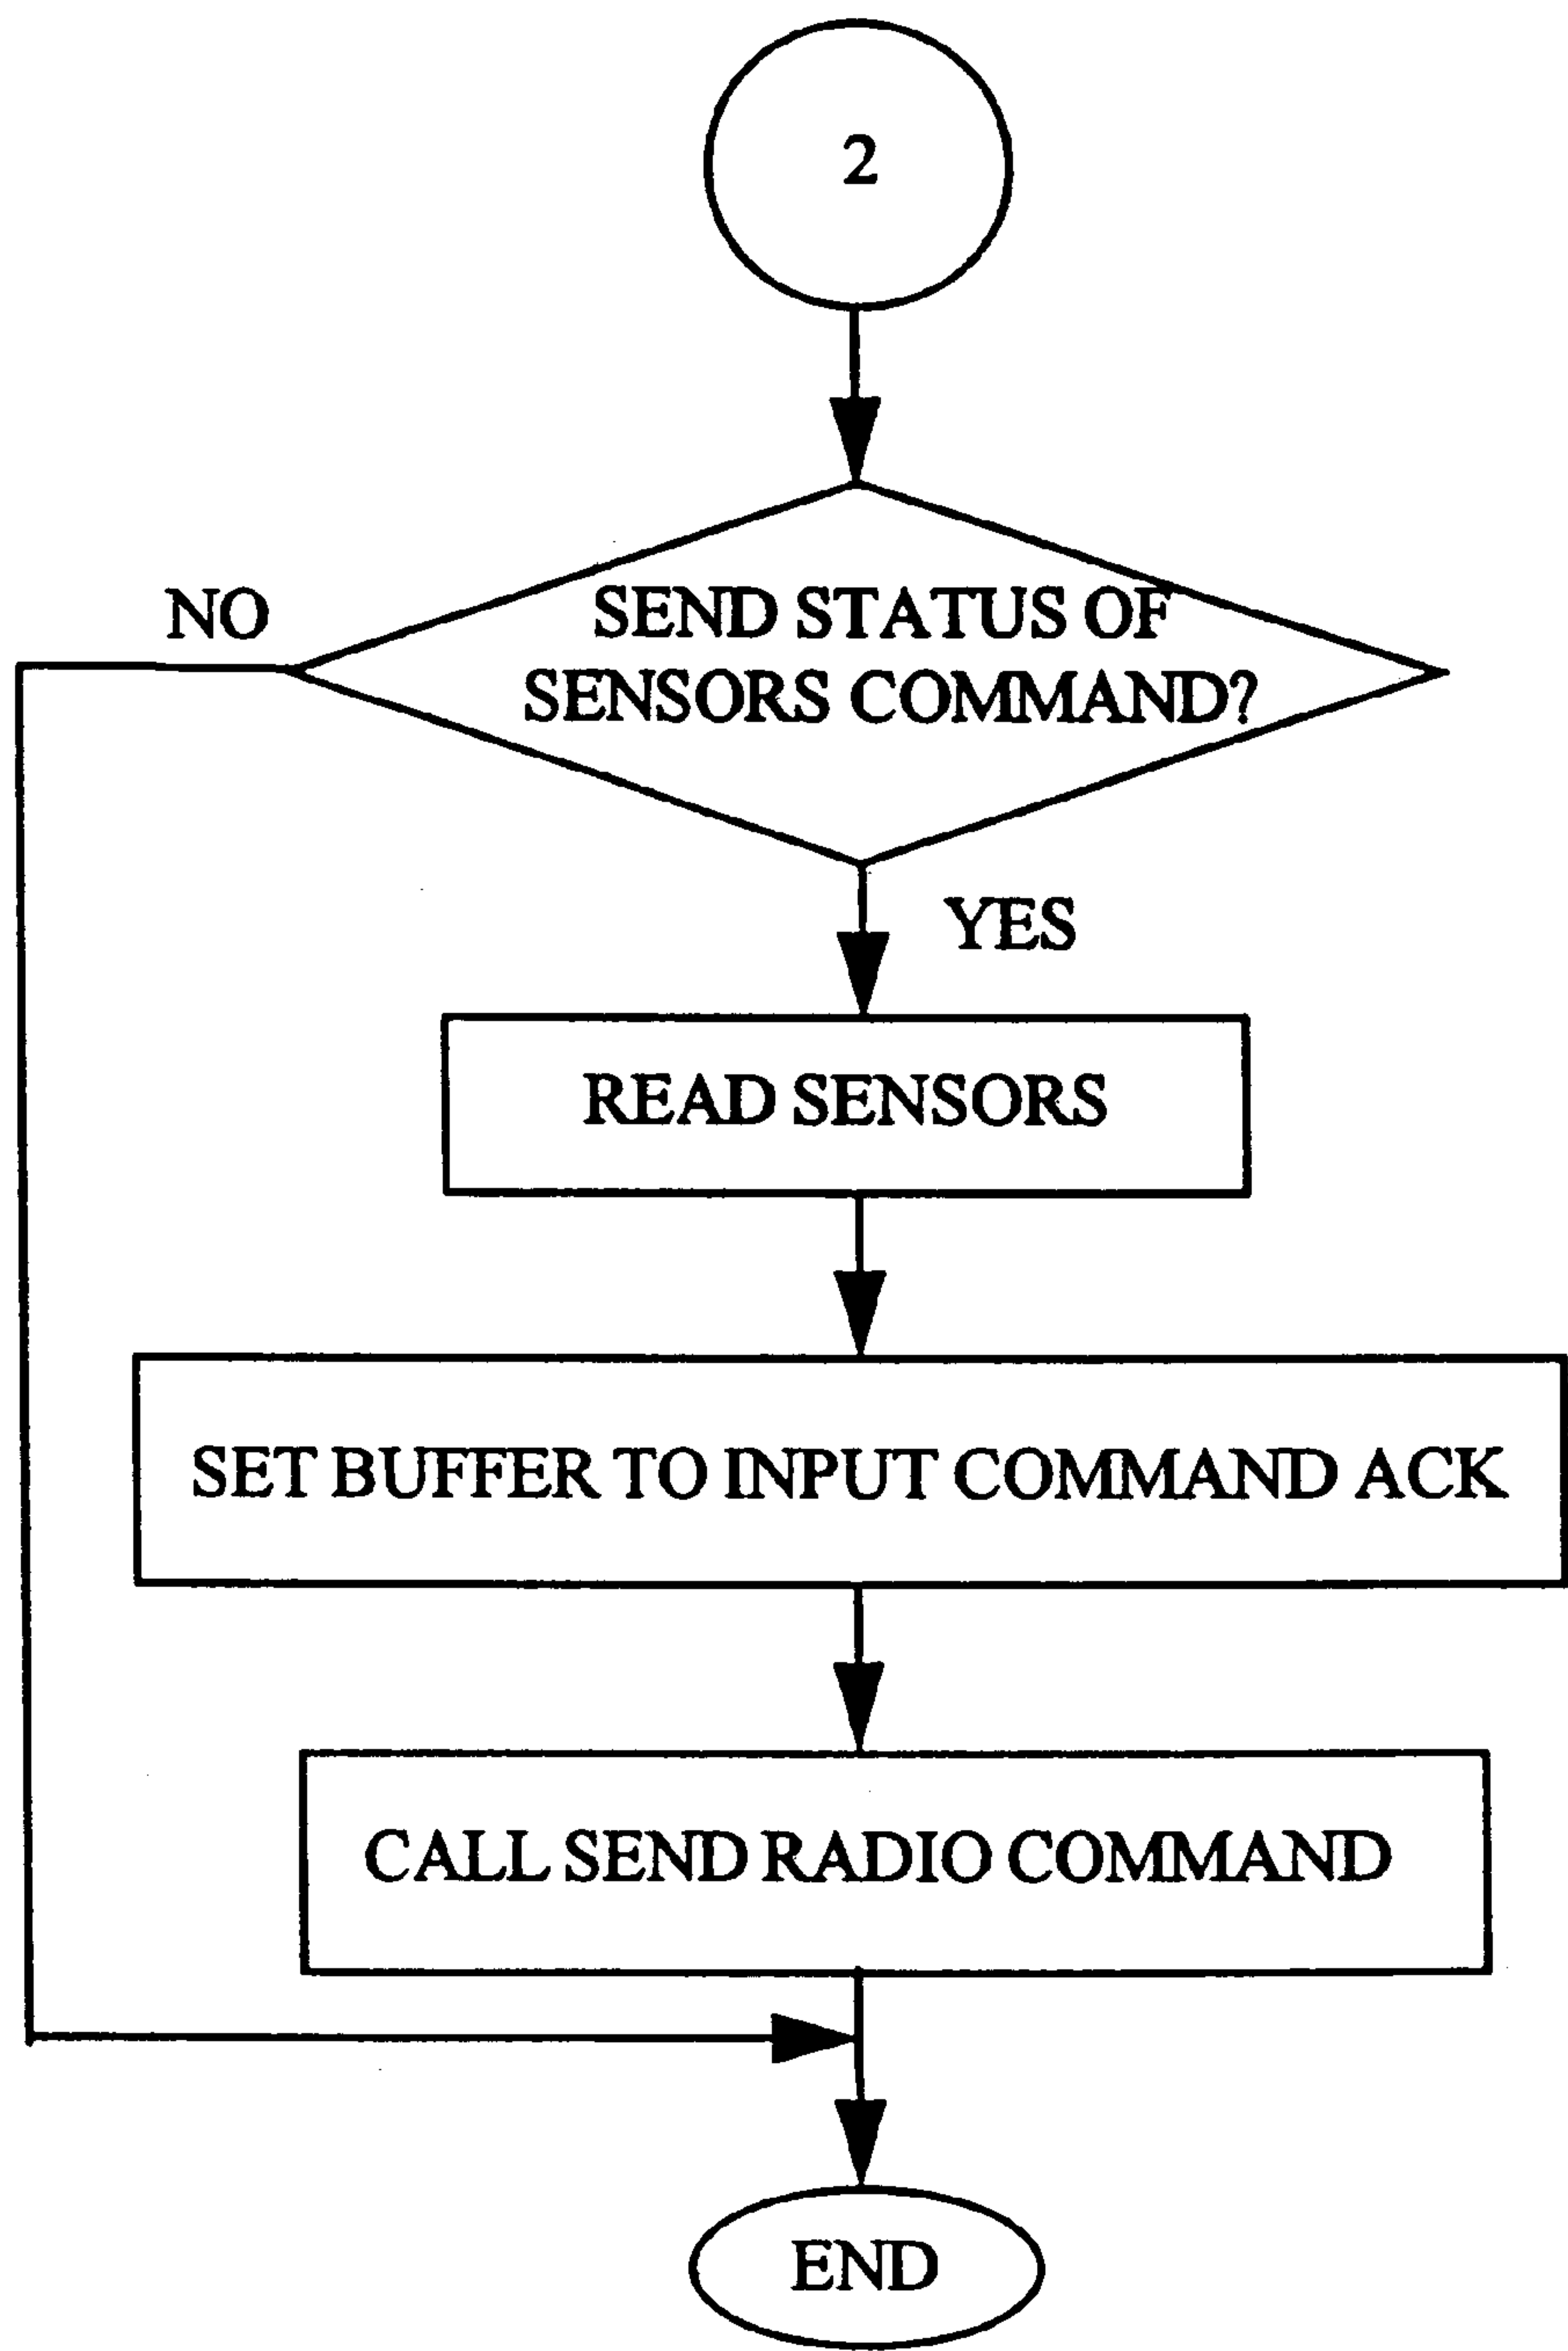 2
NO
SEND STATUS OF
SENSORS COMMAND?
YES
READ SENSORS
SET BUFFER TO INPUT COMMAND ACK
CALL SEND RADIO COMMAND
END